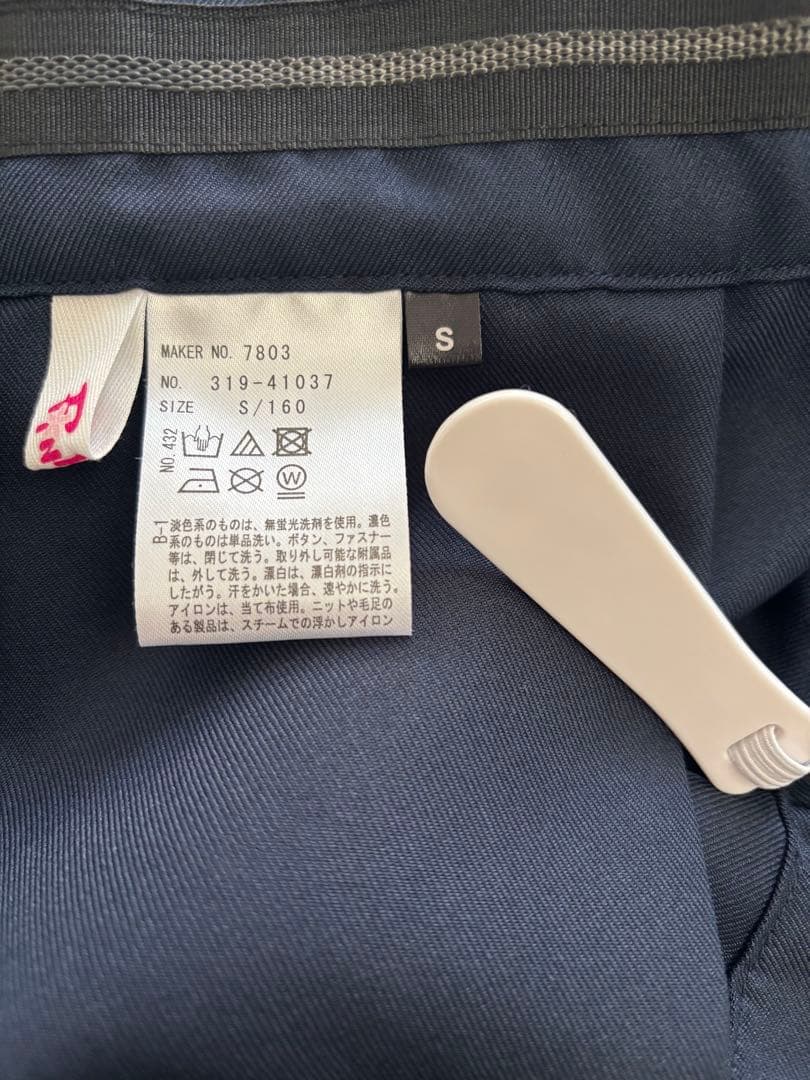 MAKER NO. 7803
NO. 319-41037
SIZE S/160
NO.432
W
B-1
淡色系のものは、無蛍光洗剤を使用。濃色
系のものは単品洗い。ボタン、ファスナー
等は、閉じて洗う。取り外し可能な附属品
は、外して洗う。漂白は、漂白剤の指示に
したがう。汗をかいた場合、速やかに洗う。
アイロンは、当て布使用。ニットや毛足の
ある製品は、スチームでの浮かしアイロン
S